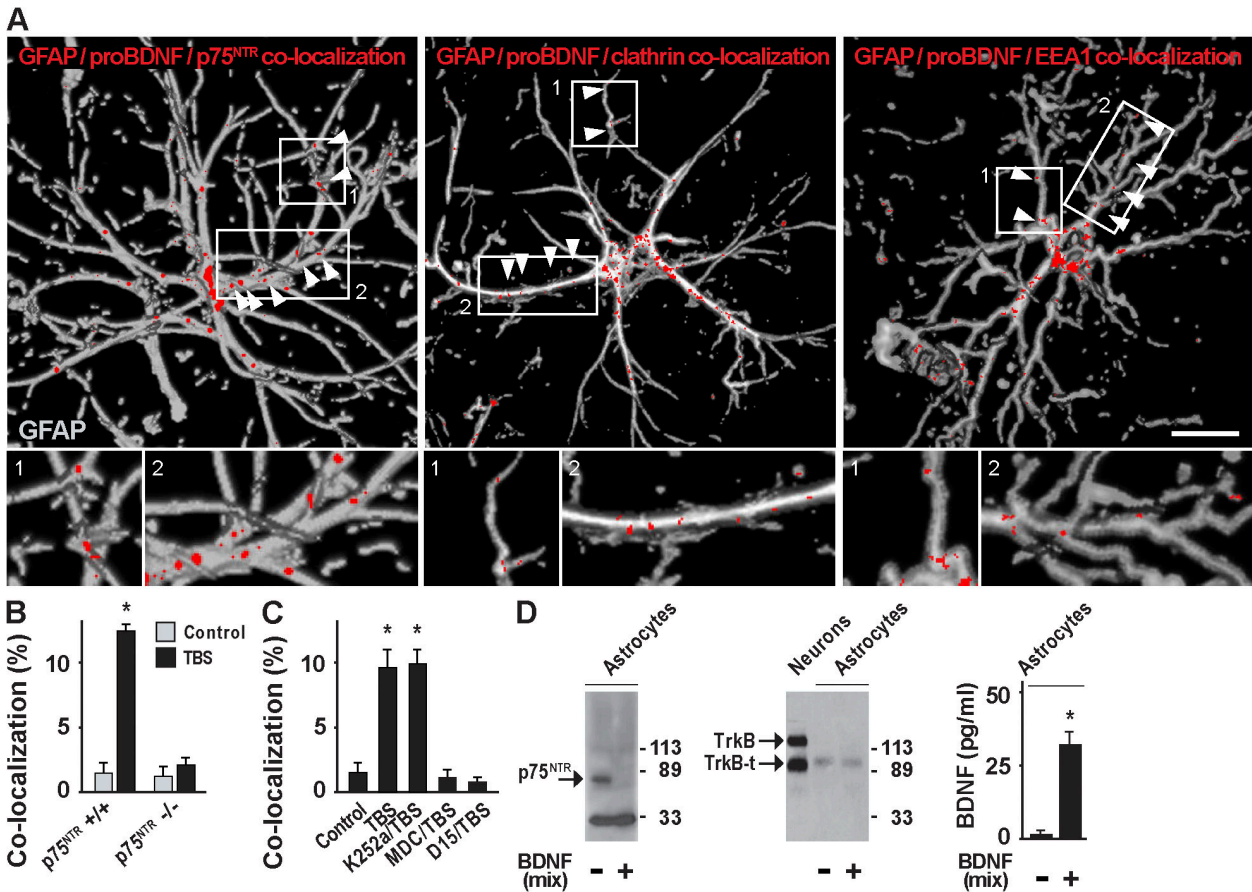 A
GFAP / proBDNF / p75NTR co-localization
GFAP / proBDNF / clathrin co-localization
GFAP / proBDNF / EEA1 co-localization
1
2
GFAP
1
2
1
2
1
2
1
2
1
2
B
Co-localization (%)
10
5
0
*
Control
TBS
p75NTR +/+
p75NTR -/-
C
Co-localization (%)
10
5
0
*
*
Control
TBS
K252a/TBS
MDC/TBS
D15/TBS
D
Astrocytes
p75NTR
- 113
- 89
- 33
BDNF (mix)
- +
Neurons
Astrocytes
TrkB
TrkB-t
- 113
- 89
- 33
Astrocytes
BDNF (pg/ml)
50
25
0
*
BDNF (mix)
- +